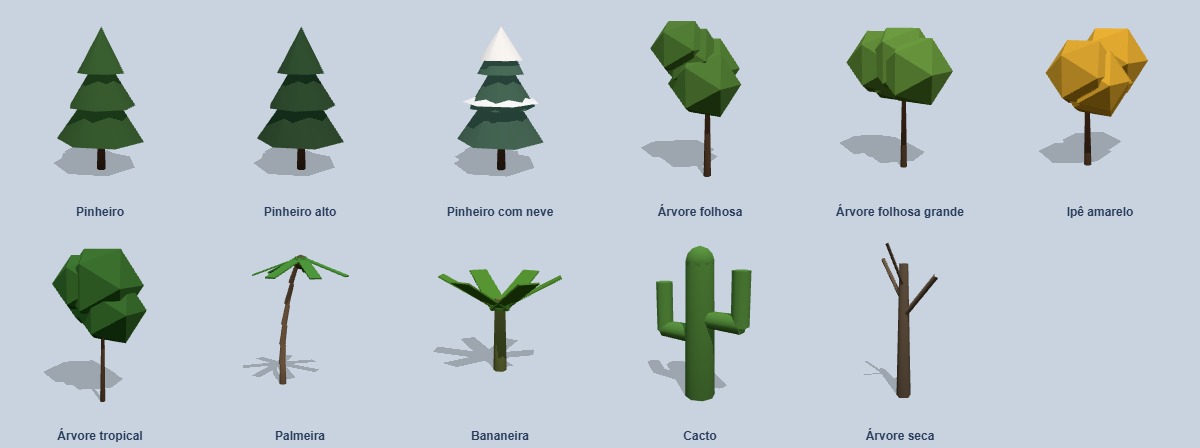 Pinheiro
Pinheiro alto
Pinheiro com neve
Árvore folhosa
Árvore folhosa grande
Ipê amarelo
Árvore tropical
Palmeira
Bananeira
Cacto
Árvore seca